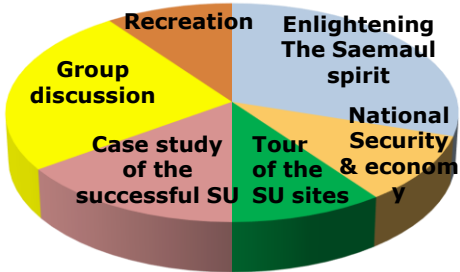 Recreation
Enlightening
The Saemaul
spirit
National
Security
& econom
y
Tour
of the
SU sites
Case study
of the
successful SU
Group
discussion